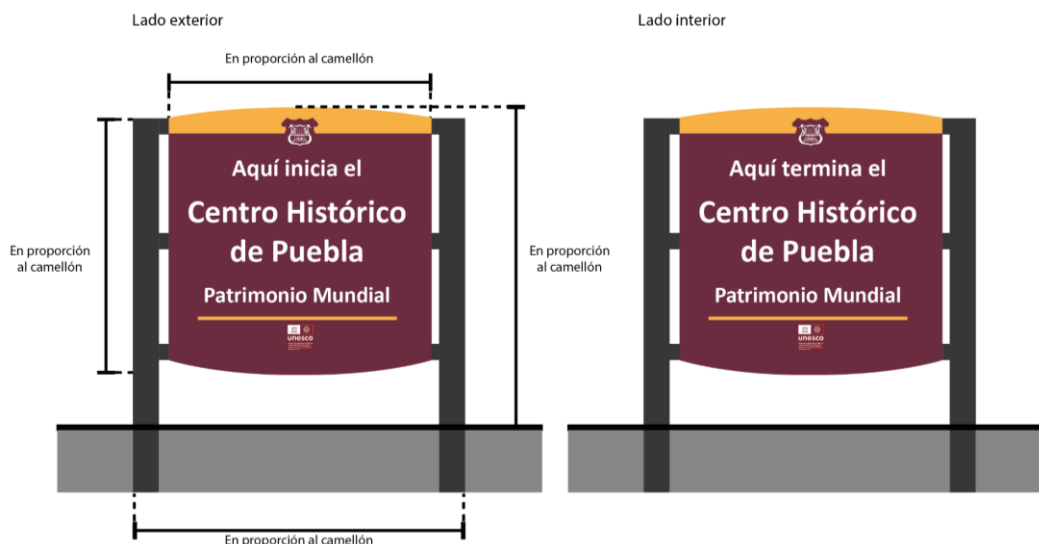 Lado exterior
Lado interior
En proporción al camellón
Aquí inicia el
Centro Histórico
de Puebla
Patrimonio Mundial
unesco
En proporción
al camellón
En proporción
al camellón
En proporción al camellón
Aquí termina el
Centro Histórico
de Puebla
Patrimonio Mundial
unesco